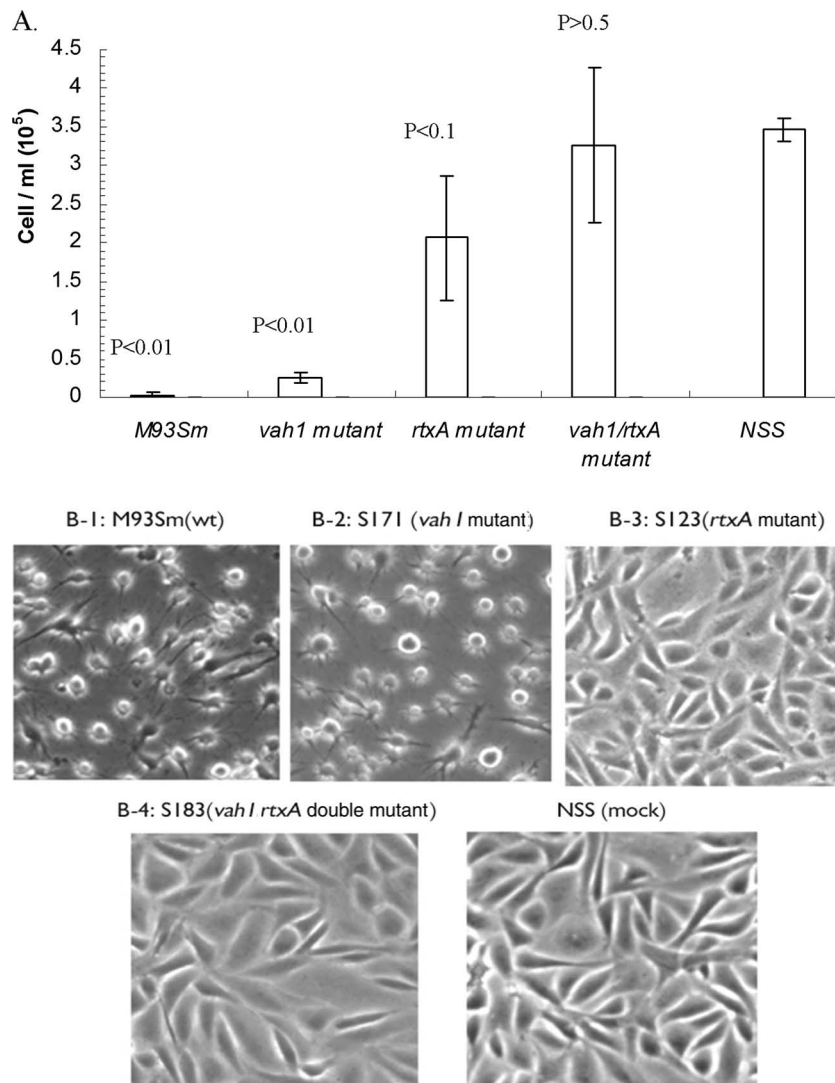 A.
P>0.5
P<0.1
P<0.01
P<0.01
Cell / ml (10⁵)
4.5
4
3.5
3
2.5
2
1.5
1
0.5
0
M93Sm
vah1 mutant
rtxA mutant
vah1/rtxA
mutant
NSS
B-1: M93Sm(wt)
B-2: S171 (vah1 mutant)
B-3: S123(rtxA mutant)
B-4: S183(vah1 rtxA double mutant)
NSS (mock)